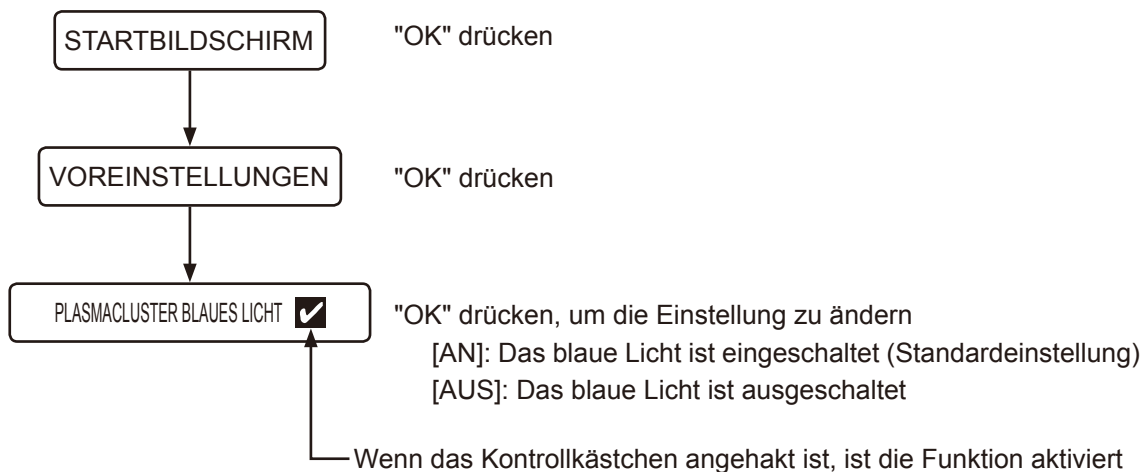 STARTBILDSCHIRM "OK" drücken
VOREINSTELLUNGEN "OK" drücken
PLASMACLUSTER BLAUES LICHT ✔ "OK" drücken, um die Einstellung zu ändern
[AN]: Das blaue Licht ist eingeschaltet (Standardeinstellung)
[AUS]: Das blaue Licht ist ausgeschaltet
Wenn das Kontrollkästchen angehakt ist, ist die Funktion aktiviert